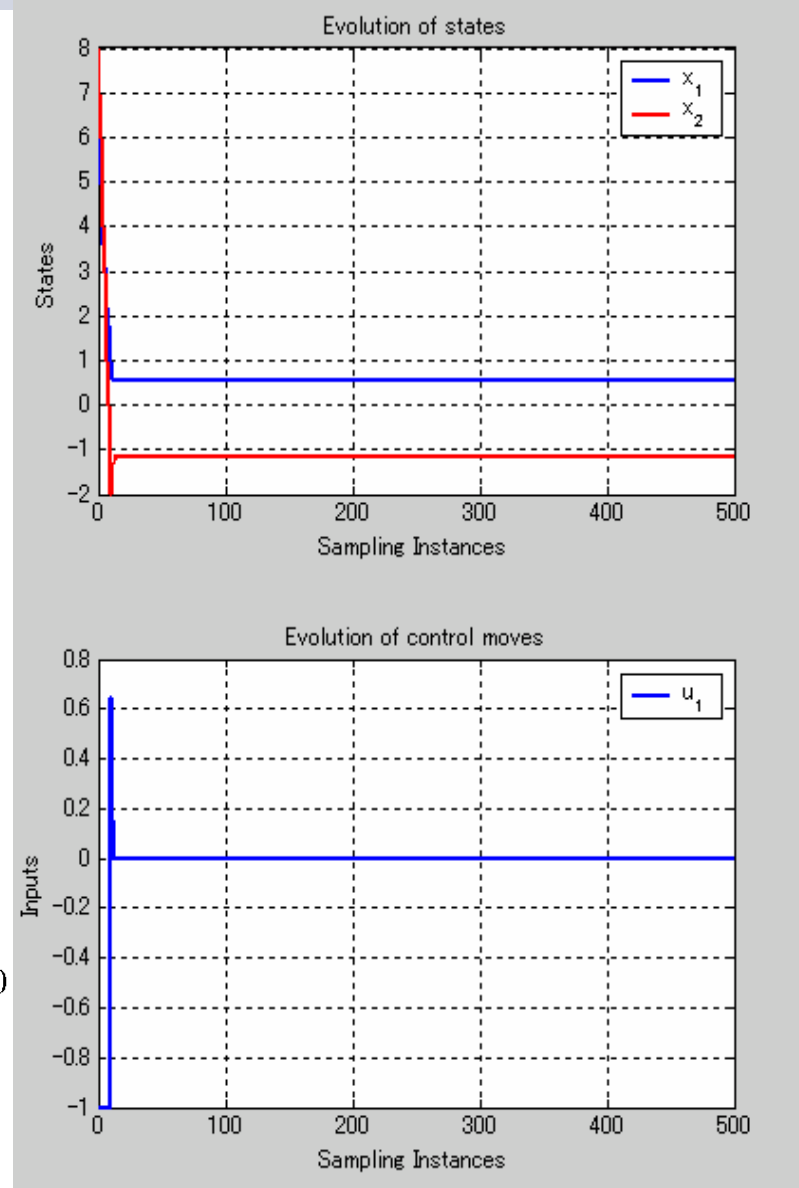 Evolution of states
8
7
6
5
4
3
2
1
0
-1
-2
States
x1
x2
0 100 200 300 400 500
Sampling Instances
Evolution of control moves
0.8
0.6
0.4
0.2
0
-0.2
-0.4
-0.6
-0.8
-1
Inputs
u1
)
0 100 200 300 400 500
Sampling Instances